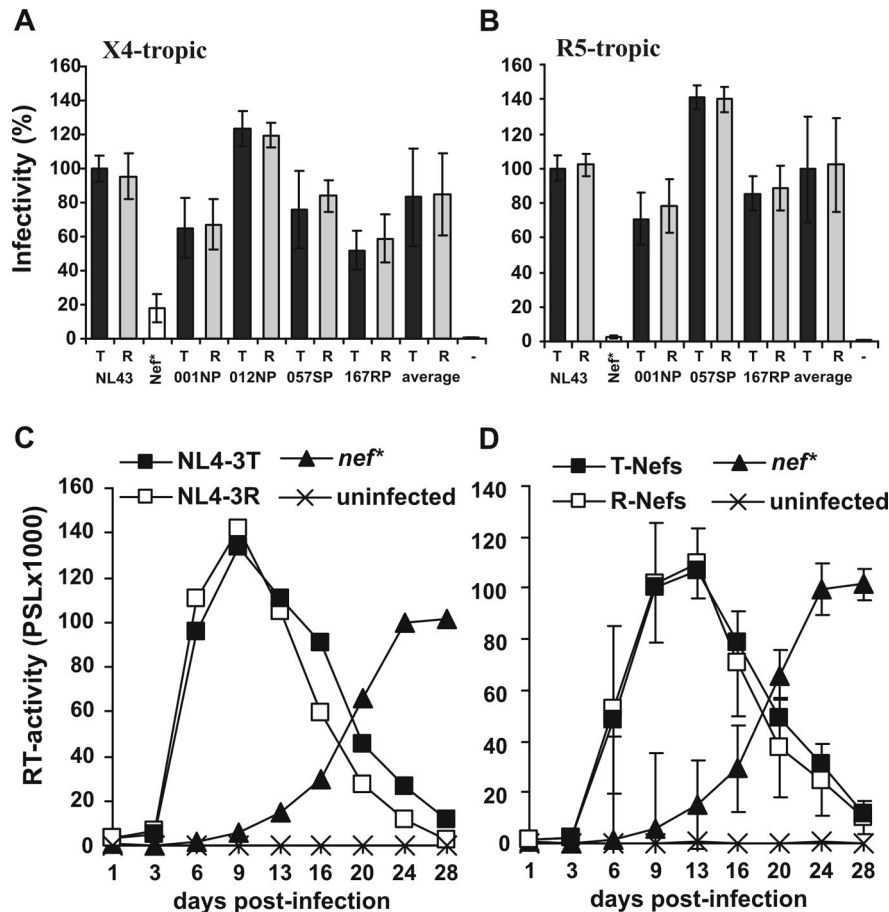 A
X4-tropic
Infectivity (%)
160
140
120
100
80
60
40
20
0
T R T R T R T R T R T R -
NL43 Nef* 001NP 012NP 057SP 167RP average
B
R5-tropic
160
140
120
100
80
60
40
20
0
T R T R T R T R T R -
NL43 Nef* 001NP 057SP 167RP average
C
NL4-3T nef*
NL4-3R uninfected
RT-activity (PSLx1000)
160
140
120
100
80
60
40
20
0
1 3 6 9 13 16 20 24 28
days post-infection
D
T-Nefs nef*
R-Nefs uninfected
140
120
100
80
60
40
20
0
1 3 6 9 13 16 20 24 28
days post-infection